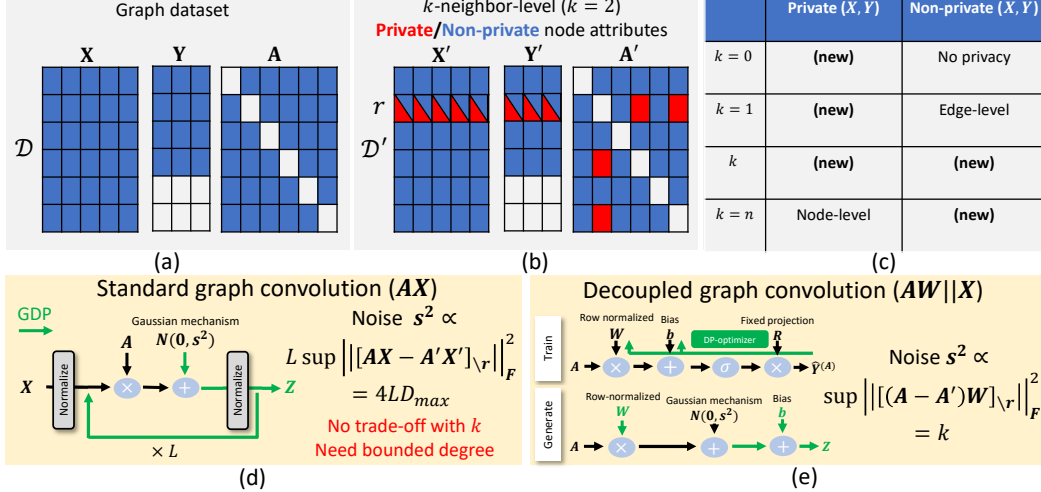 Graph dataset
X Y A
𝒟
(a)
k-neighbor-level (k = 2)
Private/Non-private node attributes
X′ Y′ A′
r
𝒟′
(b)
Private (X, Y) Non-private (X, Y)
k = 0 (new) No privacy
k = 1 (new) Edge-level
k (new) (new)
k = n Node-level (new)
(c)
Standard graph convolution (AX)
GDP
Gaussian mechanism
A N(0, s²)
X Normalize × + Normalize Z
× L
Noise s² ∝
L sup ||[AX − A′X′]\r||²F
= 4LDmax
No trade-off with k
Need bounded degree
(d)
Decoupled graph convolution (AW||X)
Train
Row normalized Bias Fixed projection
W b DP-optimizer R
A × + σ × Ŷ(A)
Generate
Row-normalized Gaussian mechanism Bias
W N(0, s²) b
A × + + Z
Noise s² ∝
sup ||[(A − A′)W]\r||²F
= k
(e)